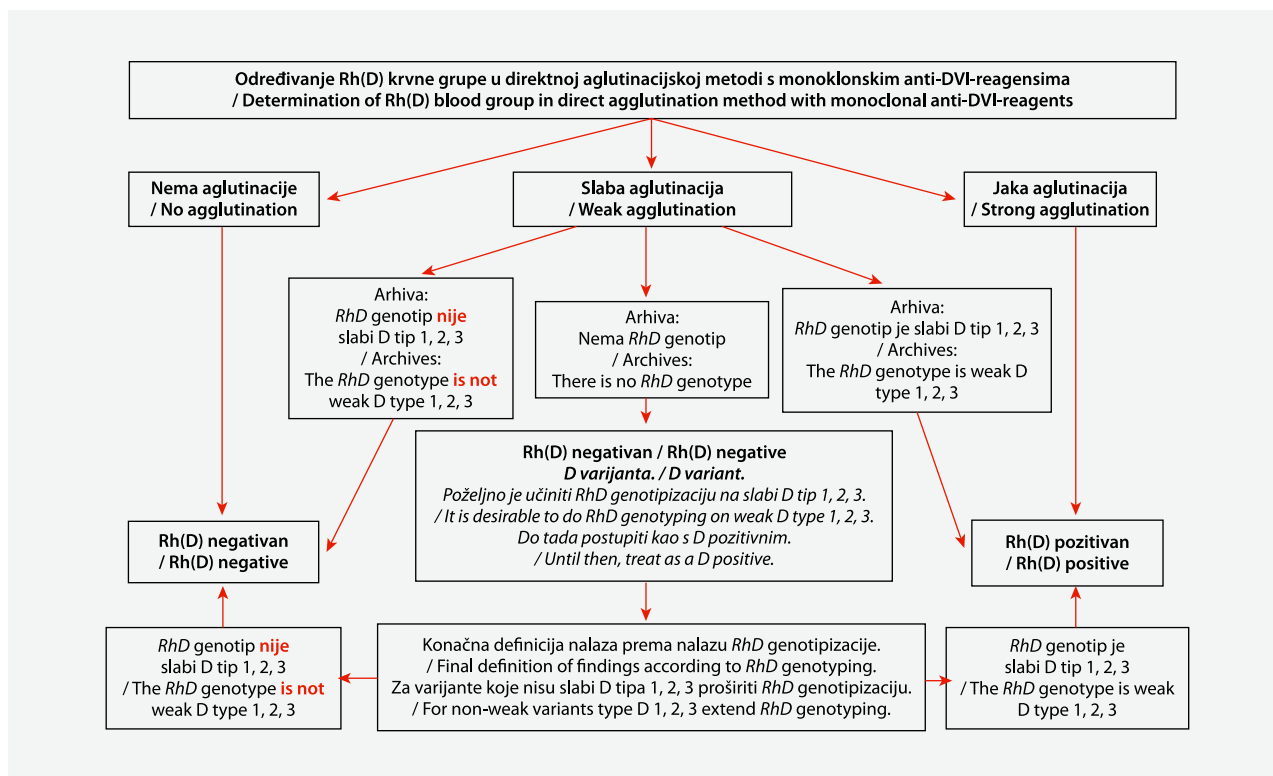 Određivanje Rh(D) krvne grupe u direktnoj aglutinacijskoj metodi s monoklonskim anti-DVI-reagensima
/ Determination of Rh(D) blood group in direct agglutination method with monoclonal anti-DVI-reagents
Nema aglutinacije
/ No agglutination
Slaba aglutinacija
/ Weak agglutination
Jaka aglutinacija
/ Strong agglutination
Arhiva:
RhD genotip nije
slabi D tip 1, 2, 3
/ Archives:
The RhD genotype is not
weak D type 1, 2, 3
Arhiva:
Nema RhD genotip
/ Archives:
There is no RhD genotype
Arhiva:
RhD genotip je slabi D tip 1, 2, 3
/ Archives:
The RhD genotype is weak D
type 1, 2, 3
Rh(D) negativan / Rh(D) negative
D varijanta. / D variant.
Poželjno je učiniti RhD genotipizaciju na slabi D tip 1, 2, 3.
/ It is desirable to do RhD genotyping on weak D type 1, 2, 3.
Do tada postupiti kao s D pozitivnim.
/ Until then, treat as a D positive.
Rh(D) negativan
/ Rh(D) negative
Rh(D) pozitivan
/ Rh(D) positive
RhD genotip nije
slabi D tip 1, 2, 3
/ The RhD genotype is not
weak D type 1, 2, 3
Konačna definicija nalaza prema nalazu RhD genotipizacije.
/ Final definition of findings according to RhD genotyping.
Za varijante koje nisu slabi D tipa 1, 2, 3 proširiti RhD genotipizaciju.
/ For non-weak variants type D 1, 2, 3 extend RhD genotyping.
RhD genotip je
slabi D tip 1, 2, 3
/ The RhD genotype is weak
D type 1, 2, 3